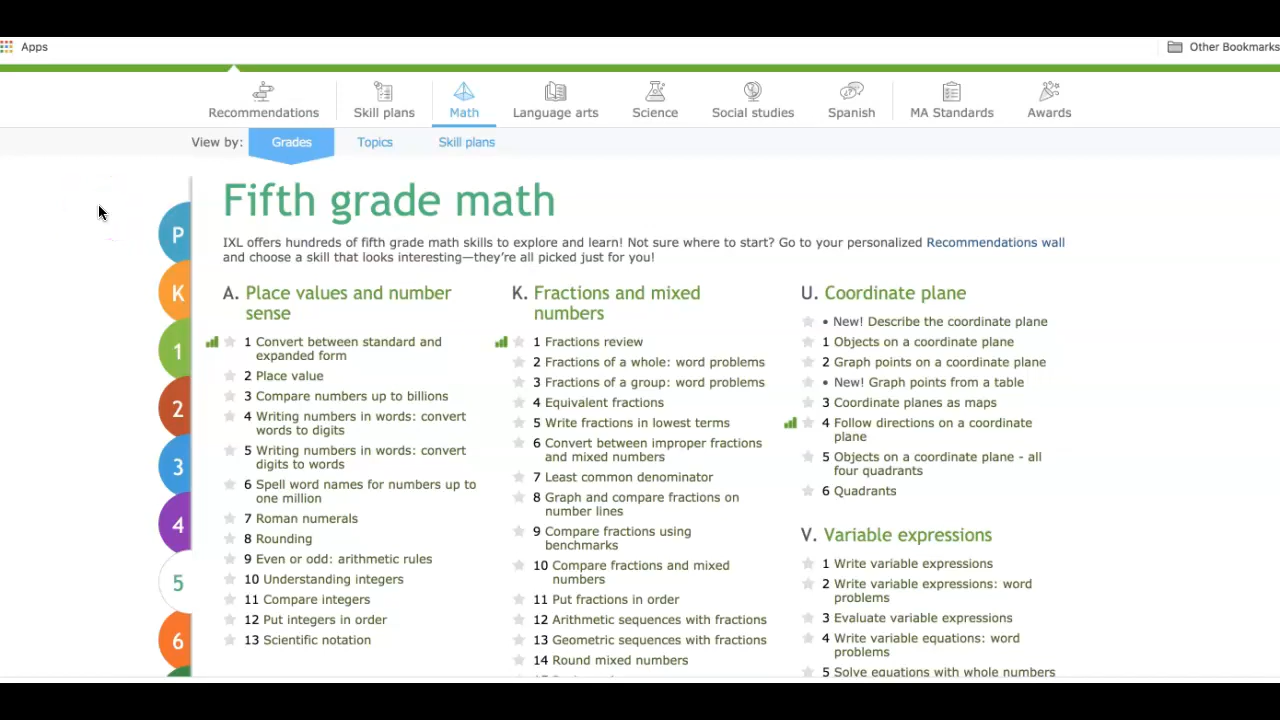 Apps
Other Bookmarks
Recommendations
Skill plans
Math
Language arts
Science
Social studies
Spanish
MA Standards
Awards
View by:
Grades
Topics
Skill plans
Fifth grade math
IXL offers hundreds of fifth grade math skills to explore and learn! Not sure where to start? Go to your personalized Recommendations wall
and choose a skill that looks interesting—they're all picked just for you!
P
K
1
2
3
4
5
6
A. Place values and number
sense
1 Convert between standard and
expanded form
2 Place value
3 Compare numbers up to billions
4 Writing numbers in words: convert
words to digits
5 Writing numbers in words: convert
digits to words
6 Spell word names for numbers up to
one million
7 Roman numerals
8 Rounding
9 Even or odd: arithmetic rules
10 Understanding integers
11 Compare integers
12 Put integers in order
13 Scientific notation
K. Fractions and mixed
numbers
1 Fractions review
2 Fractions of a whole: word problems
3 Fractions of a group: word problems
4 Equivalent fractions
5 Write fractions in lowest terms
6 Convert between improper fractions
and mixed numbers
7 Least common denominator
8 Graph and compare fractions on
number lines
9 Compare fractions using
benchmarks
10 Compare fractions and mixed
numbers
11 Put fractions in order
12 Arithmetic sequences with fractions
13 Geometric sequences with fractions
14 Round mixed numbers
U. Coordinate plane
• New! Describe the coordinate plane
1 Objects on a coordinate plane
2 Graph points on a coordinate plane
• New! Graph points from a table
3 Coordinate planes as maps
4 Follow directions on a coordinate
plane
5 Objects on a coordinate plane - all
four quadrants
6 Quadrants
V. Variable expressions
1 Write variable expressions
2 Write variable expressions: word
problems
3 Evaluate variable expressions
4 Write variable equations: word
problems
5 Solve equations with whole numbers